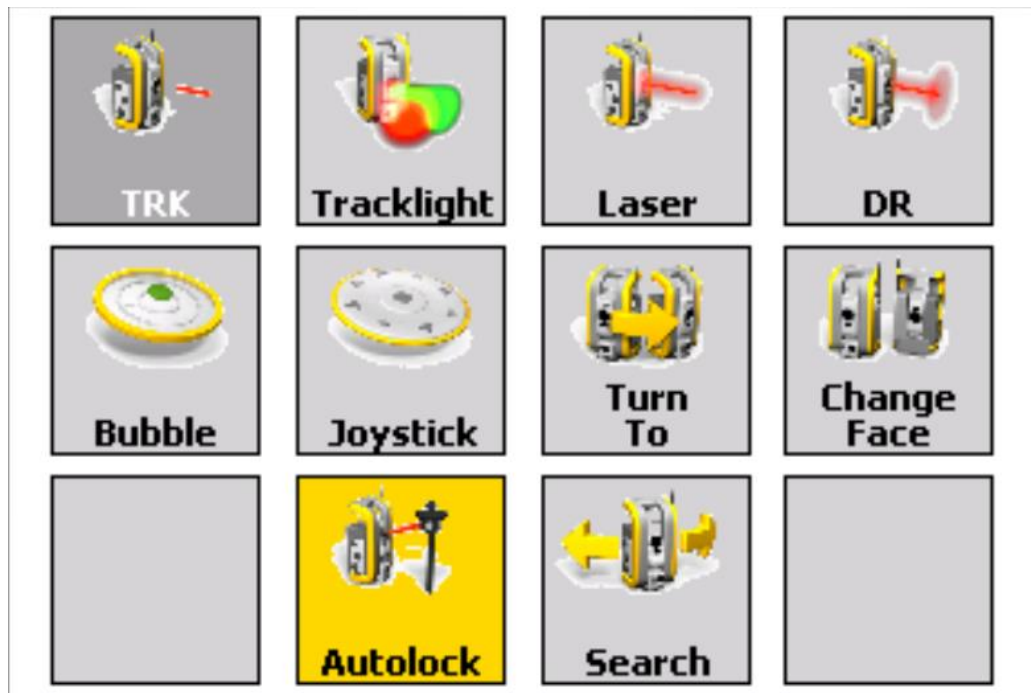 TRK
Tracklight
Laser
DR
Bubble
Joystick
Turn
To
Change
Face
Autolock
Search